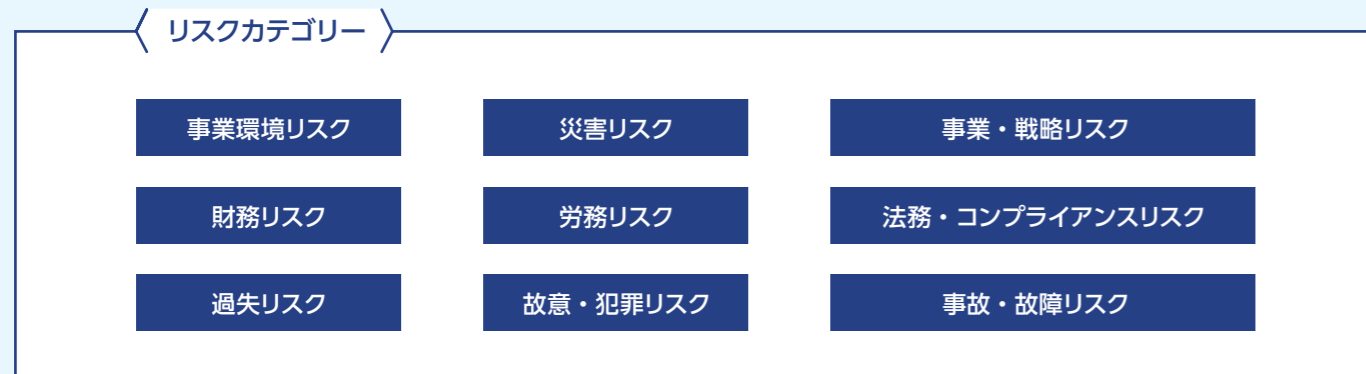 リスクカテゴリー
事業環境リスク
災害リスク
事業・戦略リスク
財務リスク
労務リスク
法務・コンプライアンスリスク
過失リスク
故意・犯罪リスク
事故・故障リスク